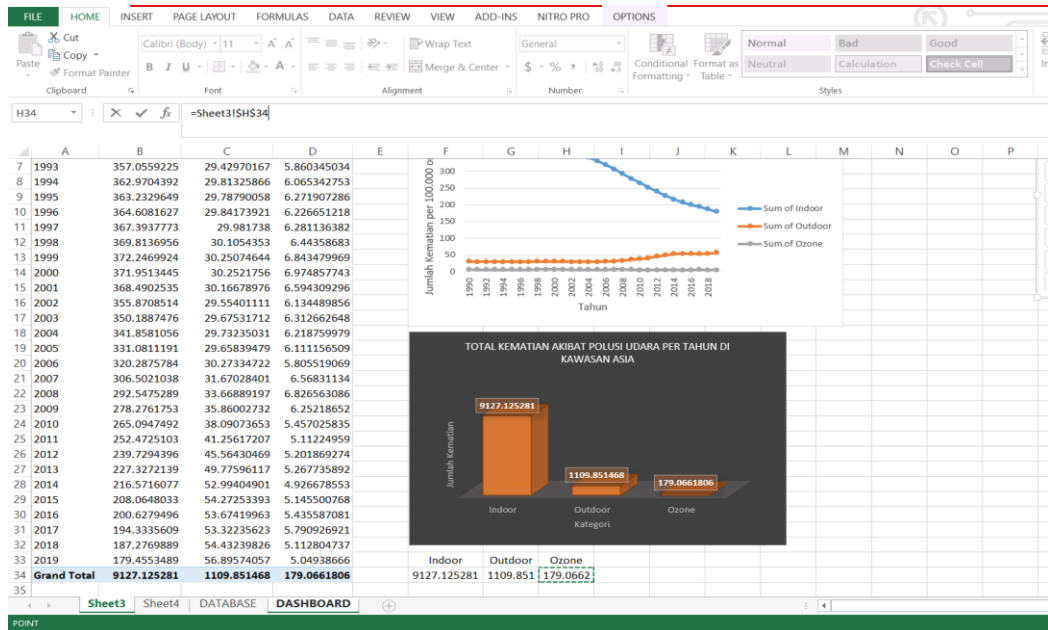 FILE HOME INSERT PAGE LAYOUT FORMULAS DATA REVIEW VIEW ADD-INS NITRO PRO OPTIONS
Paste
Cut
Copy
Format Painter
Clipboard
Calibri (Body) 11 A A
B I U A
Font
Wrap Text
Merge & Center
Alignment
General
$ % ,
Number
Conditional Formatting
Format as Table
Normal Bad Good
Neutral Calculation Check Cell
Styles
H34 fx =Sheet3!$H$34
A B C D E F G H I J K L M N O P
7 1993 357.0559225 29.42970167 5.860345034
8 1994 362.9704392 29.81325866 6.065342753
9 1995 363.2329649 29.78790058 6.271907286
10 1996 364.6081627 29.84173921 6.226651218
11 1997 367.3937773 29.981738 6.281136382
12 1998 369.8136956 30.1054353 6.44358683
13 1999 372.2469924 30.25074644 6.843479969
14 2000 371.9513445 30.2521756 6.974857743
15 2001 368.4902535 30.16678976 6.594309296
16 2002 355.8708514 29.55401111 6.134489856
17 2003 350.1887476 29.67531712 6.312662648
18 2004 341.8581056 29.73235031 6.218759979
19 2005 331.0811191 29.65839479 6.111156509
20 2006 320.2875784 30.27334722 5.805519069
21 2007 306.5021038 31.67028401 6.56831134
22 2008 292.5475289 33.66889197 6.826563086
23 2009 278.2761753 35.86002732 6.25218652
24 2010 265.0947492 38.09073653 5.457025835
25 2011 252.4725103 41.25617207 5.11224959
26 2012 239.7294396 45.56430469 5.201869274
27 2013 227.3272139 49.77596117 5.267735892
28 2014 216.5716077 52.99404901 4.926678553
29 2015 208.0648033 54.27253393 5.145500768
30 2016 200.6279496 53.67419963 5.435587081
31 2017 194.3335609 53.32235623 5.790926921
32 2018 187.2769889 54.43239826 5.112804737
33 2019 179.4553489 56.89574057 5.04938666
34 Grand Total 9127.125281 1109.851468 179.0661806
35
Jumlah Kematian per 100.000 o
300
250
200
150
100
50
0
1990 1992 1994 1996 1998 2000 2002 2004 2006 2008 2010 2012 2014 2016 2018
Tahun
Sum of Indoor
Sum of Outdoor
Sum of Ozone
TOTAL KEMATIAN AKIBAT POLUSI UDARA PER TAHUN DI
KAWASAN ASIA
Jumlah Kematian
9127.125281
1109.851468
179.0661806
Indoor Outdoor Ozone
Kategori
Indoor Outdoor Ozone
9127.125281 1109.851 179.0662
Sheet3 Sheet4 DATABASE DASHBOARD
POINT